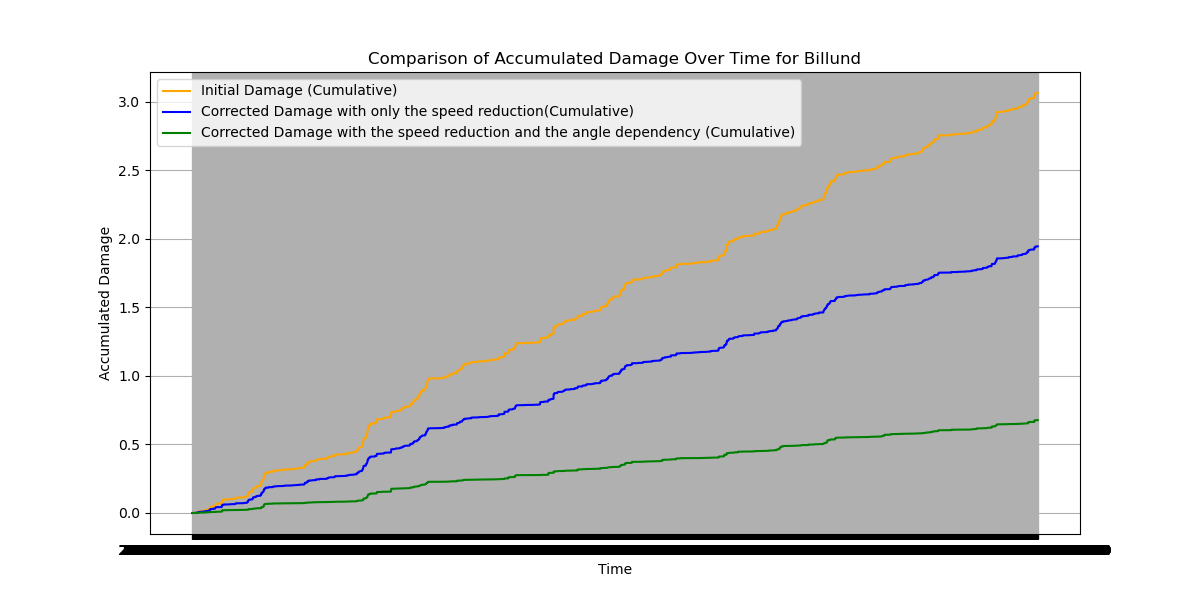 Comparison of Accumulated Damage Over Time for Billund
Initial Damage (Cumulative)
Corrected Damage with only the speed reduction(Cumulative)
Corrected Damage with the speed reduction and the angle dependency (Cumulative)
3.0
2.5
2.0
1.5
1.0
0.5
0.0
Accumulated Damage
Time